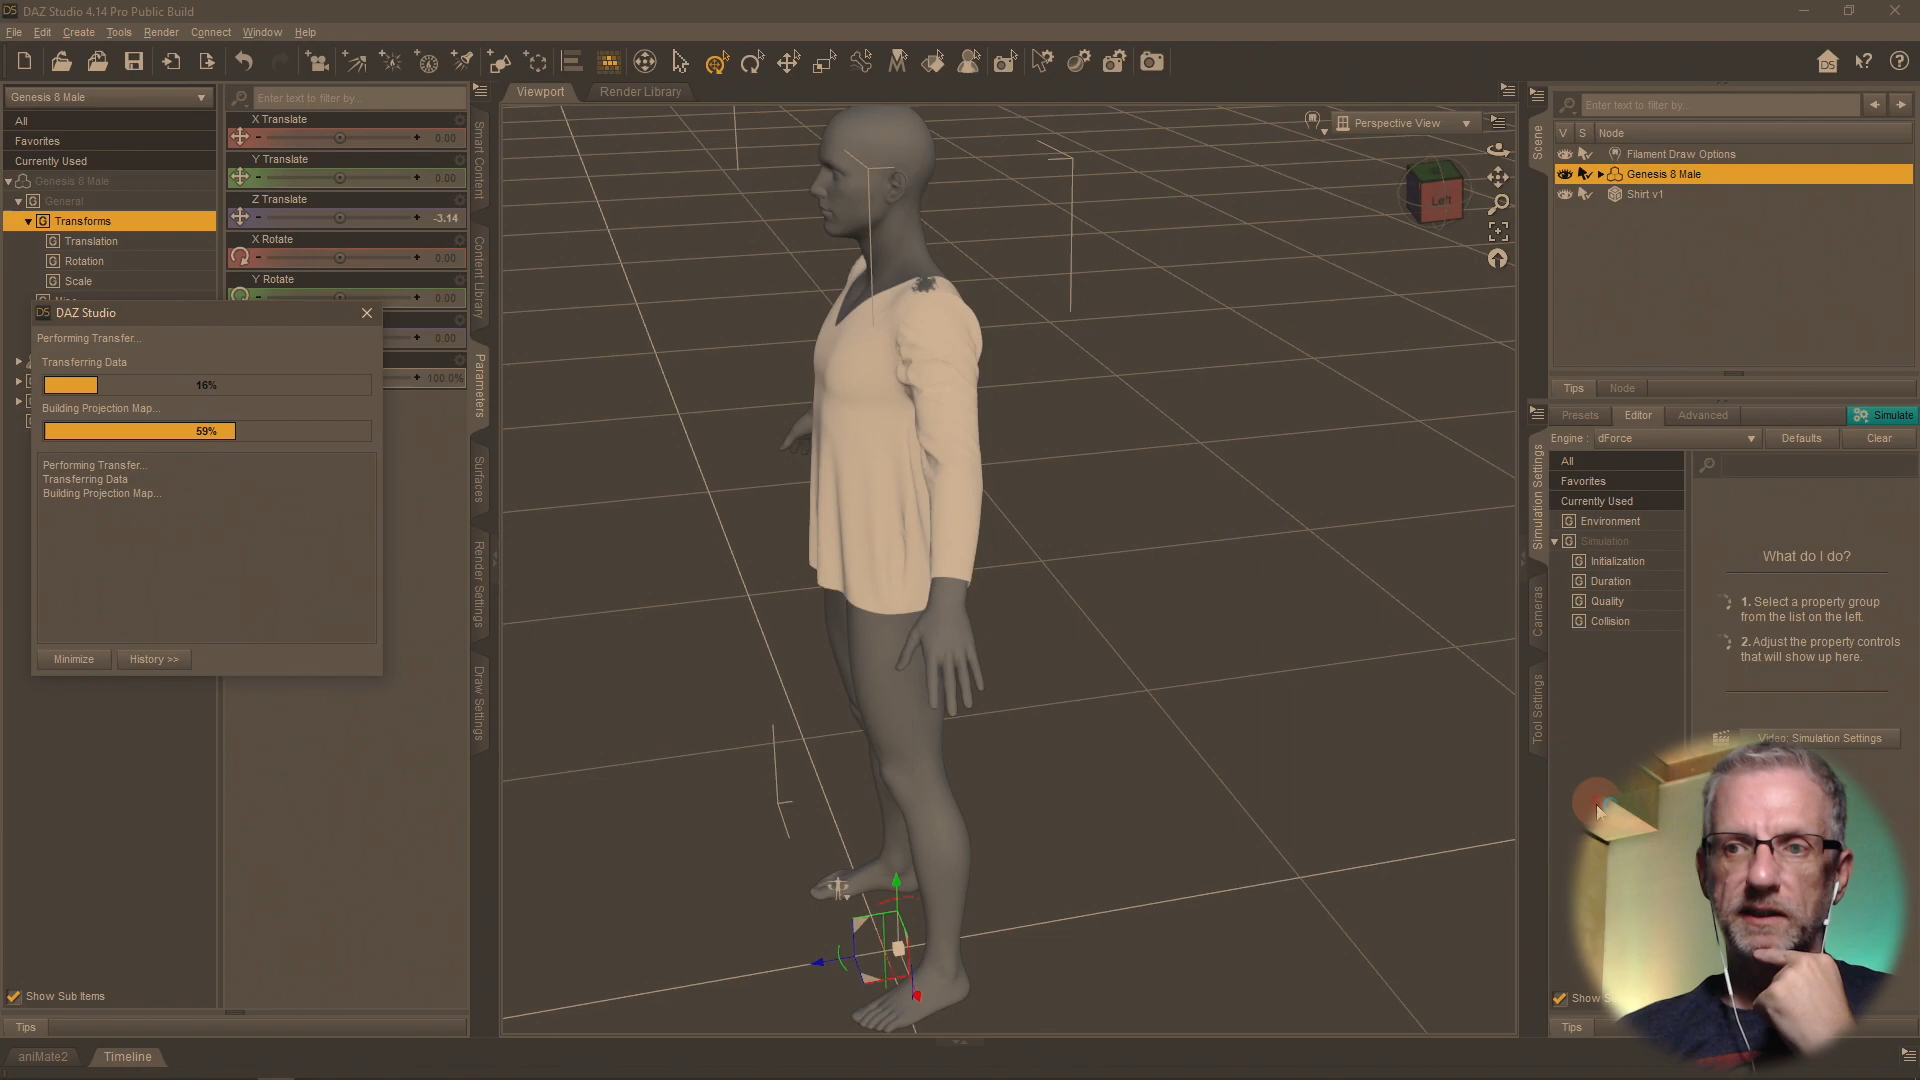 DS DAZ Studio 4.14 Pro Public Build
File Edit Create Tools Render Connect Window Help
Genesis 8 Male
All
Favorites
Currently Used
Genesis 8 Male
General
Transforms
Translation
Rotation
Scale
Enter text to filter by...
X Translate
0.00
Y Translate
0.00
Z Translate
-3.14
X Rotate
0.00
Y Rotate
0.00
0.00
100.0%
DS DAZ Studio
Performing Transfer...
Transferring Data
16%
Building Projection Map...
59%
Performing Transfer...
Transferring Data
Building Projection Map...
Minimize
History >>
Show Sub Items
Tips
aniMate2
Timeline
Smart Content
Content Library
Parameters
Surfaces
Render Settings
Draw Settings
Viewport
Render Library
Perspective View
Left
Scene
Enter text to filter by...
V S Node
Filament Draw Options
Genesis 8 Male
Shirt v1
Tips
Node
Presets
Editor
Advanced
Simulate
Engine :
dForce
Defaults
Clear
Simulation Settings
Cameras
Tool Settings
All
Favorites
Currently Used
Environment
Simulation
Initialization
Duration
Quality
Collision
What do I do?
1. Select a property group
from the list on the left.
2. Adjust the property controls
that will show up here.
Video: Simulation Settings
Show
Tips